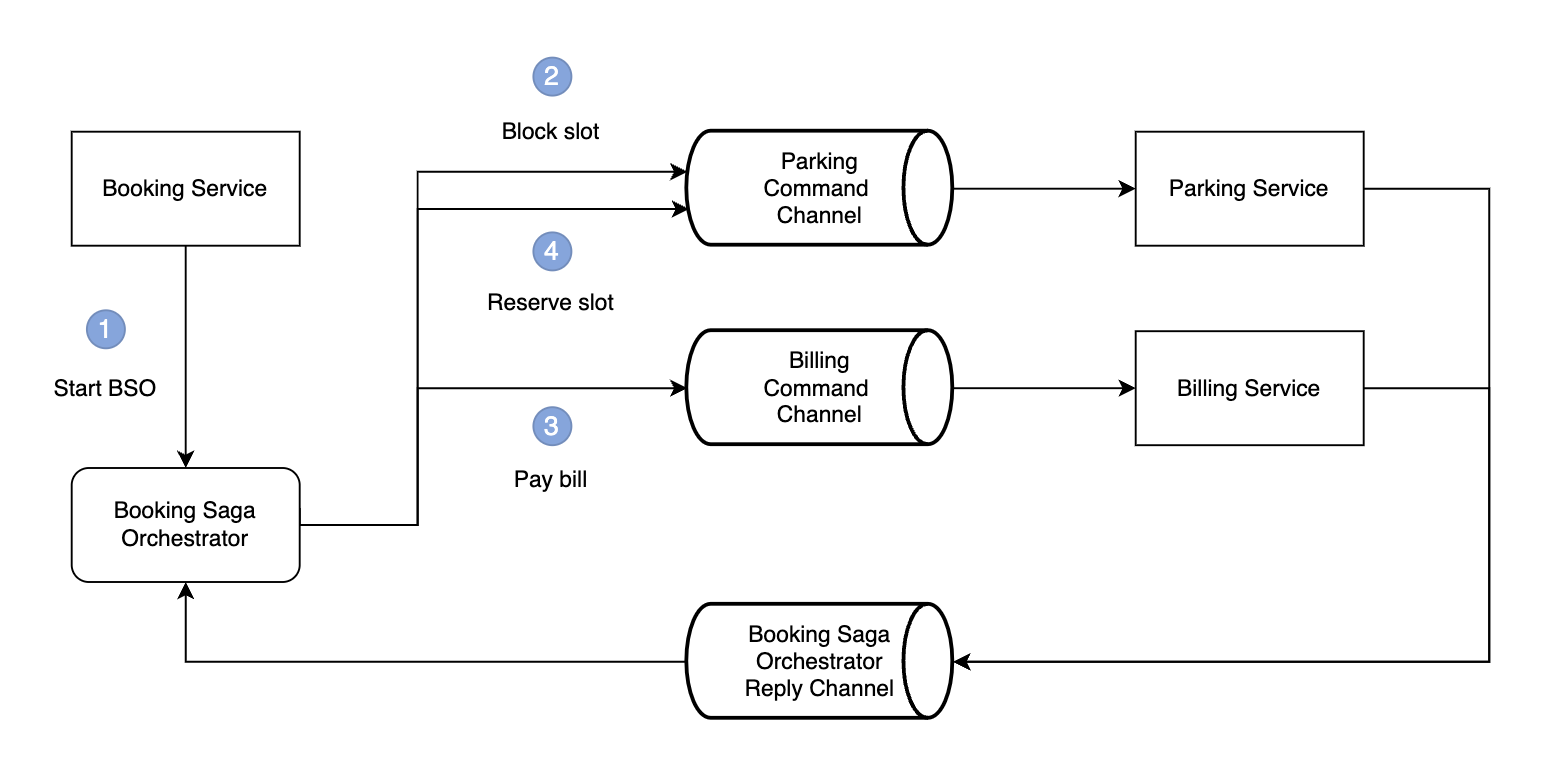 2
Block slot
Booking Service
Parking
Command
Channel
Parking Service
4
Reserve slot
1
Start BSO
Billing
Command
Channel
Billing Service
3
Pay bill
Booking Saga
Orchestrator
Booking Saga
Orchestrator
Reply Channel